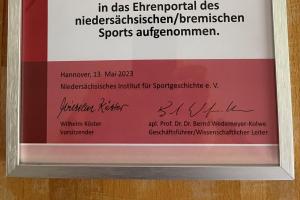 in das Ehrenportal des
niedersächsischen/bremischen
Sports aufgenommen.
Hannover, 13. Mai 2023
Niedersächsisches Institut für Sportgeschichte e. V.
Wilhelm Köster
apl. Prof. Dr. Dr. Bernd Wedemeyer-Kolwe
Vorsitzender
Geschäftsführer/Wissenschaftlicher Leiter